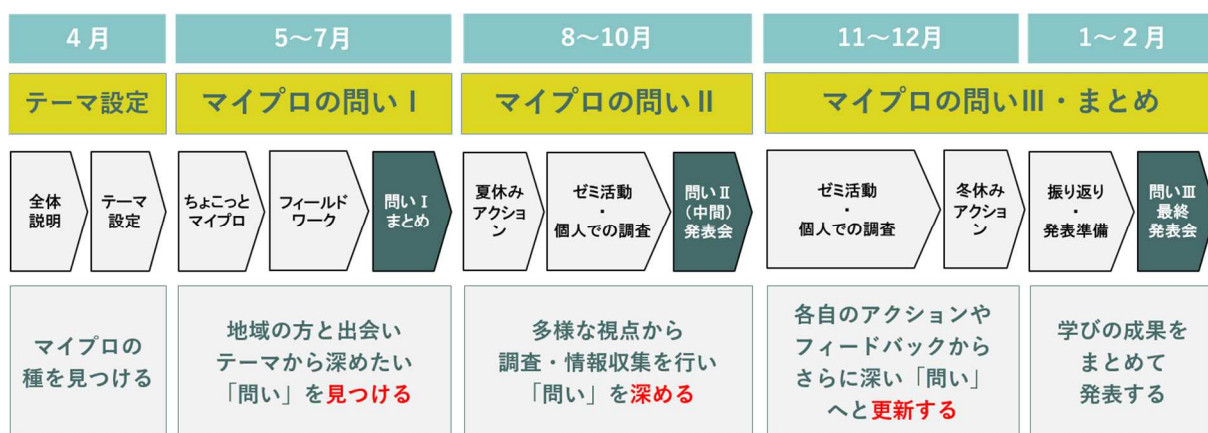 4月
5〜7月
8〜10月
11〜12月
1〜2月
テーマ設定
マイプロの問いⅠ
マイプロの問いⅡ
マイプロの問いⅢ・まとめ
全体
説明
テーマ
設定
ちょこっと
マイプロ
フィールド
ワーク
問いⅠ
まとめ
夏休み
アクショ
ン
ゼミ活動
・
個人での調査
問いⅡ
（中間）
発表会
ゼミ活動
・
個人での調査
冬休み
アクショ
ン
振り返り
・
発表準備
問いⅢ
最終
発表会
マイプロの
種を見つける
地域の方と出会い
テーマから深めたい
「問い」を見つける
多様な視点から
調査・情報収集を行い
「問い」を深める
各自のアクションや
フィードバックから
さらに深い「問い」
へと更新する
学びの成果を
まとめて
発表する